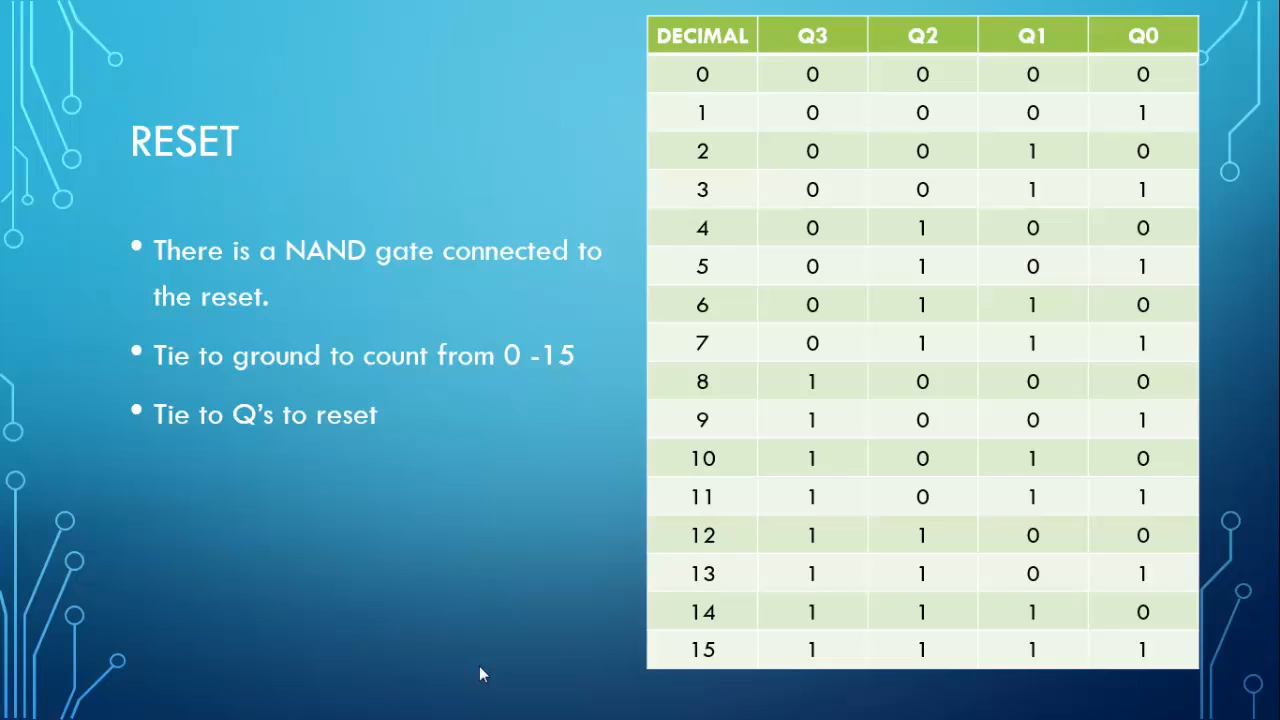 RESET
• There is a NAND gate connected to
the reset.
• Tie to ground to count from 0 -15
• Tie to Q's to reset
DECIMAL Q3 Q2 Q1 Q0
0 0 0 0 0
1 0 0 0 1
2 0 0 1 0
3 0 0 1 1
4 0 1 0 0
5 0 1 0 1
6 0 1 1 0
7 0 1 1 1
8 1 0 0 0
9 1 0 0 1
10 1 0 1 0
11 1 0 1 1
12 1 1 0 0
13 1 1 0 1
14 1 1 1 0
15 1 1 1 1